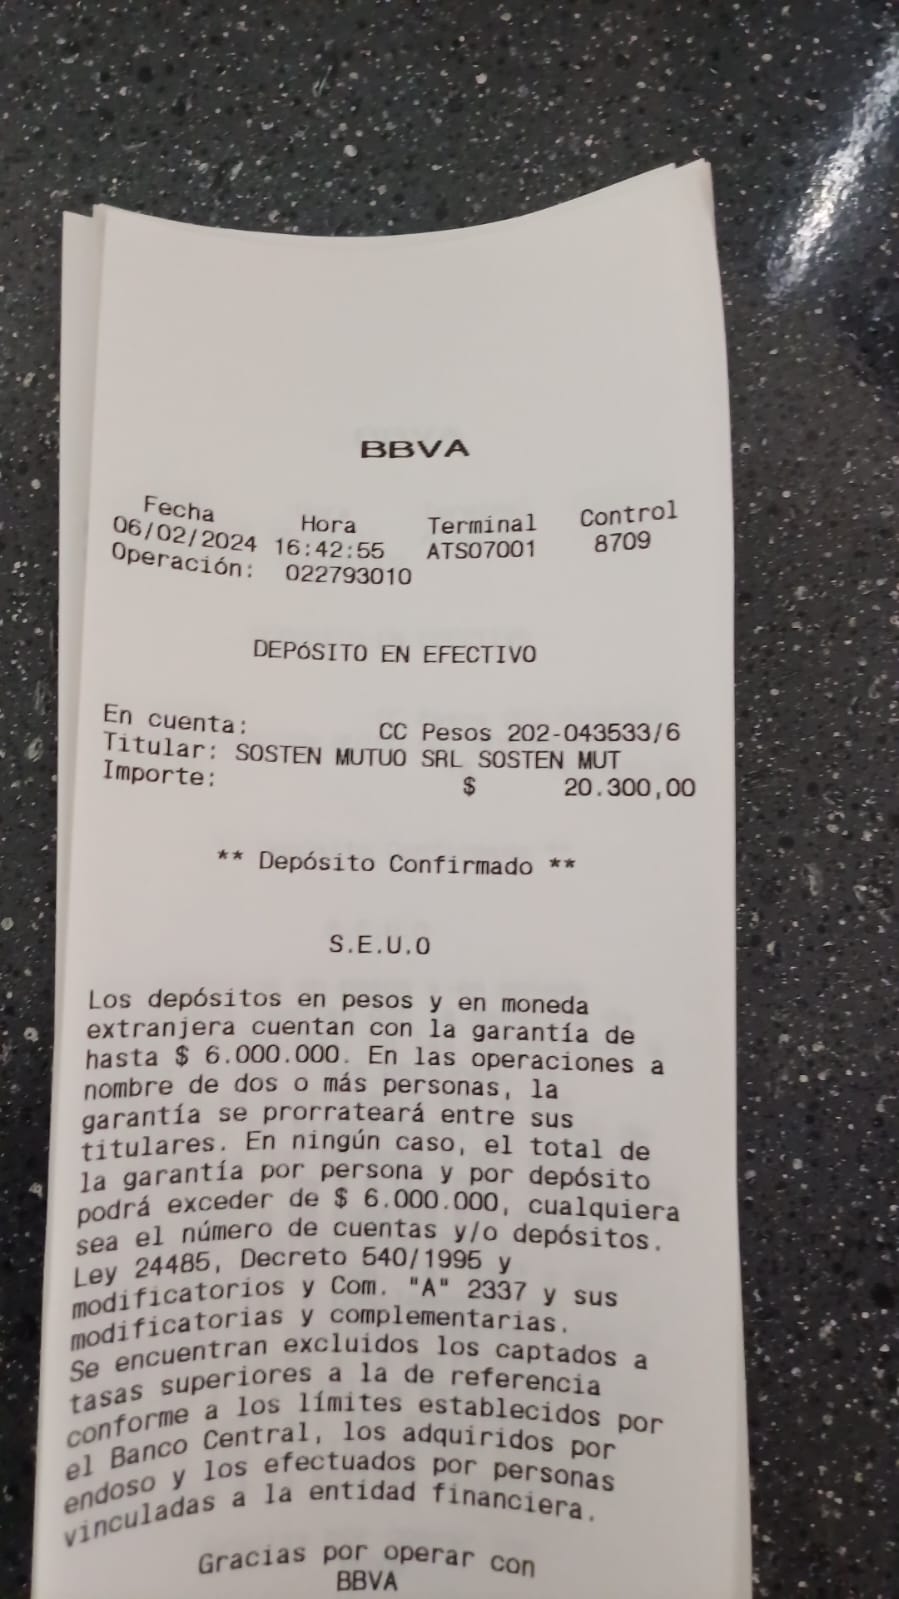 BBVA
Fecha Hora Terminal Control
06/02/2024 16:42:55 ATS07001 8709
Operación: 022793010
DEPóSITO EN EFECTIVO
En cuenta: CC Pesos 202-043533/6
Titular: SOSTEN MUTUO SRL SOSTEN MUT
Importe: $ 20.300,00
** Depósito Confirmado **
S.E.U.O
Los depósitos en pesos y en moneda
extranjera cuentan con la garantía de
hasta $ 6.000.000. En las operaciones a
nombre de dos o más personas, la
garantía se prorrateará entre sus
titulares. En ningún caso, el total de
la garantía por persona y por depósito
podrá exceder de $ 6.000.000, cualquiera
sea el número de cuentas y/o depósitos.
Ley 24485, Decreto 540/1995 y
modificatorios y Com. "A" 2337 y sus
modificatorias y complementarias.
Se encuentran excluidos los captados a
tasas superiores a la de referencia
conforme a los límites establecidos por
el Banco Central, los adquiridos por
endoso y los efectuados por personas
vinculadas a la entidad financiera.
Gracias por operar con
BBVA